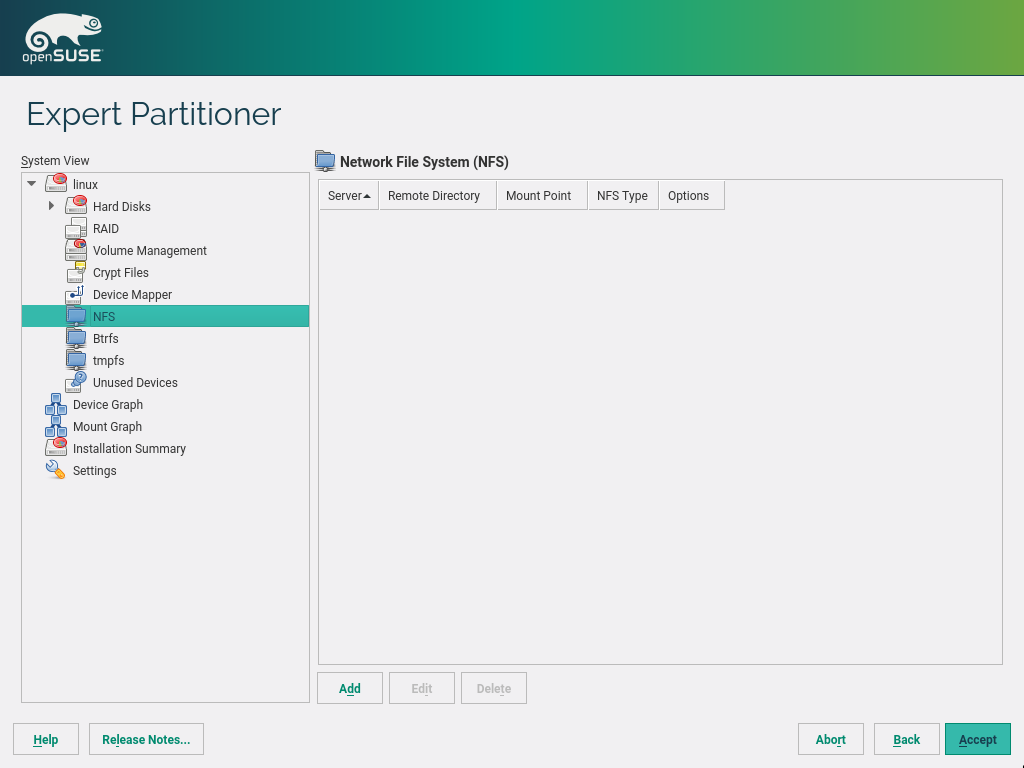 openSUSE
Expert Partitioner
System View
linux
Hard Disks
RAID
Volume Management
Crypt Files
Device Mapper
NFS
Btrfs
tmpfs
Unused Devices
Device Graph
Mount Graph
Installation Summary
Settings
Network File System (NFS)
Server Remote Directory Mount Point NFS Type Options
Add Edit Delete
Help Release Notes... Abort Back Accept